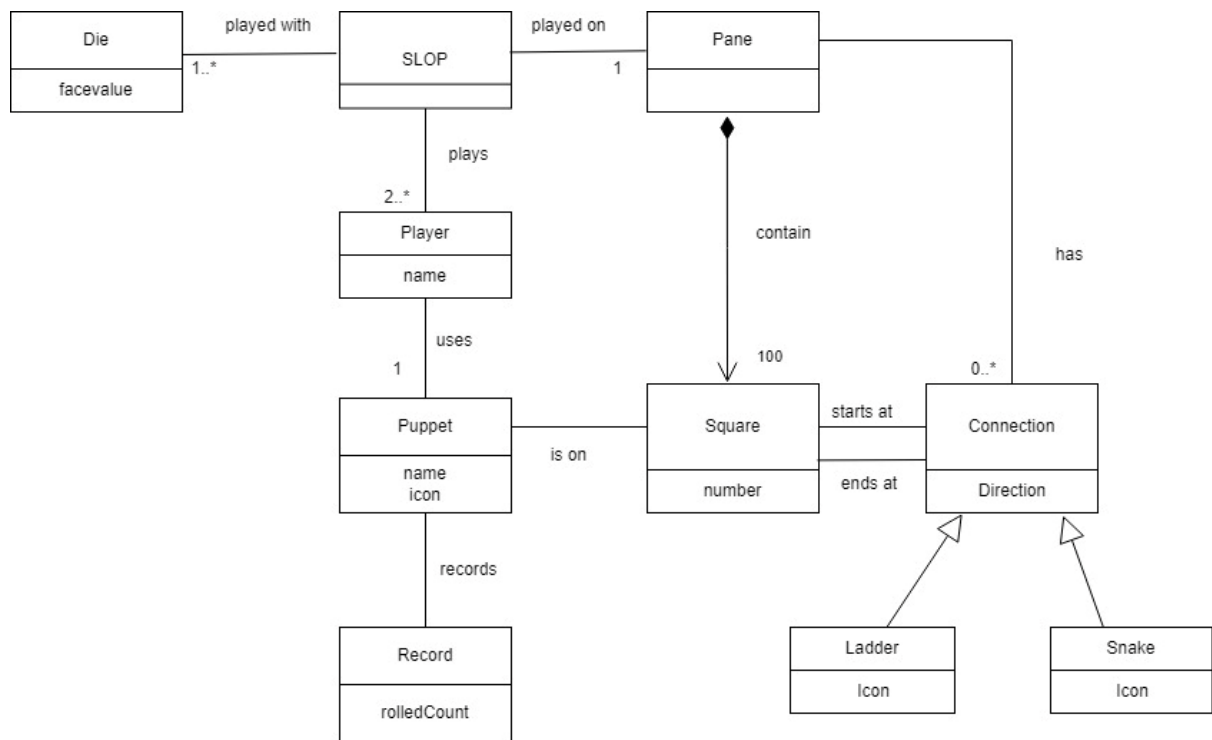 Die
played with
SLOP
played on
Pane
1..*
1
facevalue
plays
2..*
Player
contain
name
has
uses
1
100
0..*
Puppet
Square
starts at
Connection
is on
name
icon
number
ends at
Direction
records
Record
Ladder
Snake
rolledCount
Icon
Icon